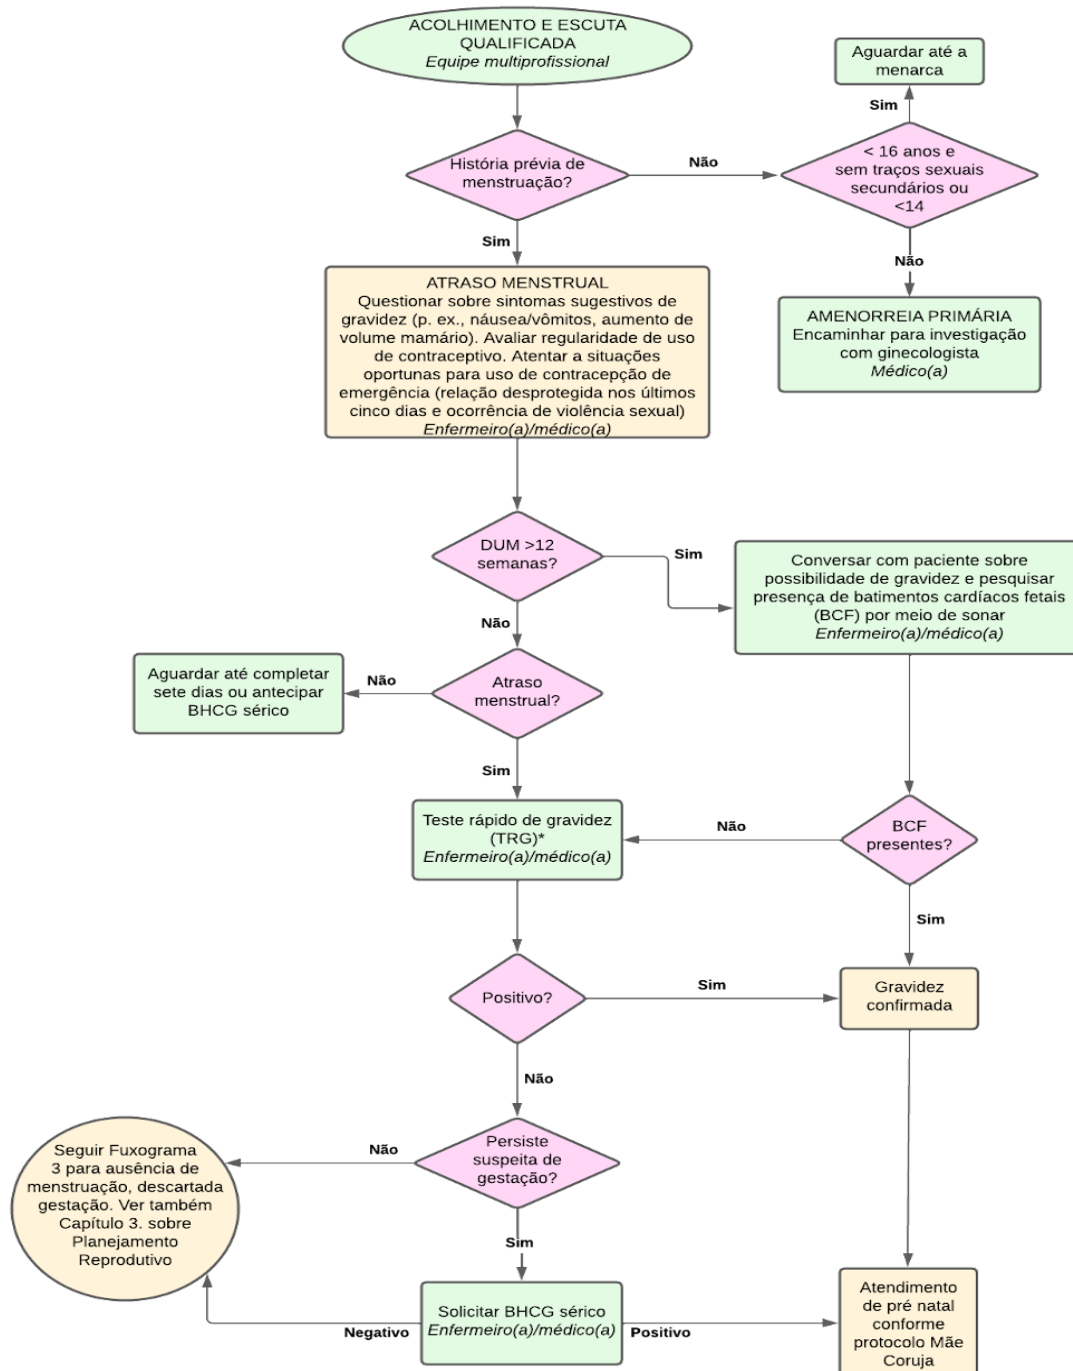 ACOLHIMENTO E ESCUTA
QUALIFICADA
Equipe multiprofissional
Aguardar até a
menarca
Sim
História prévia de
menstruação?
Não
< 16 anos e
sem traços sexuais
secundários ou
<14
Sim
Não
ATRASO MENSTRUAL
Questionar sobre sintomas sugestivos de
gravidez (p. ex., náusea/vômitos, aumento de
volume mamário). Avaliar regularidade de uso
de contraceptivo. Atentar a situações
oportunas para uso de contracepção de
emergência (relação desprotegida nos últimos
cinco dias e ocorrência de violência sexual)
Enfermeiro(a)/médico(a)
AMENORREIA PRIMÁRIA
Encaminhar para investigação
com ginecologista
Médico(a)
DUM >12
semanas?
Sim
Conversar com paciente sobre
possibilidade de gravidez e pesquisar
presença de batimentos cardíacos fetais
(BCF) por meio de sonar
Enfermeiro(a)/médico(a)
Não
Aguardar até completar
sete dias ou antecipar
BHCG sérico
Não
Atraso
menstrual?
Sim
Teste rápido de gravidez
(TRG)*
Enfermeiro(a)/médico(a)
Não
BCF
presentes?
Sim
Positivo?
Sim
Gravidez
confirmada
Não
Persiste
suspeita de
gestação?
Não
Seguir Fuxograma
3 para ausência de
menstruação, descartada
gestação. Ver também
Capítulo 3. sobre
Planejamento
Reprodutivo
Sim
Solicitar BHCG sérico
Enfermeiro(a)/médico(a)
Negativo
Positivo
Atendimento
de pré natal
conforme
protocolo Mãe
Coruja